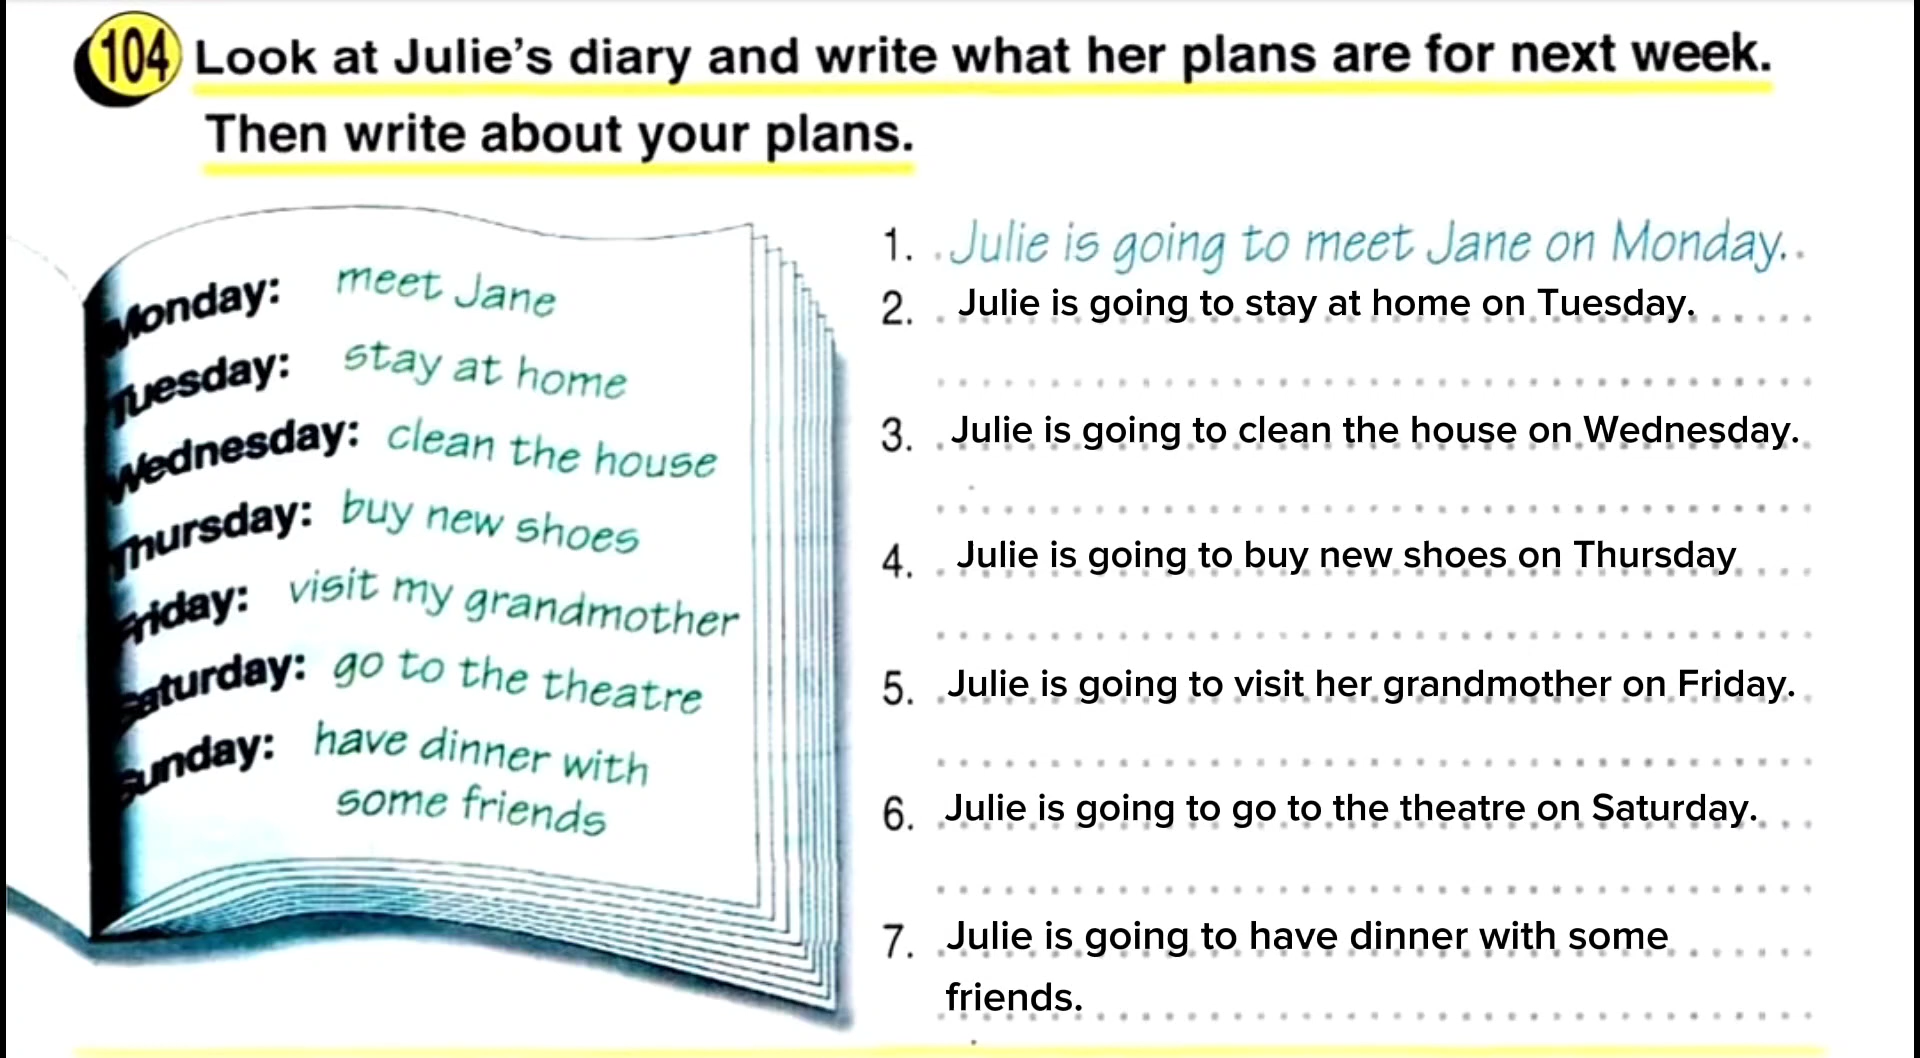 104 Look at Julie's diary and write what her plans are for next week.
Then write about your plans.
Monday: meet Jane
Tuesday: stay at home
Wednesday: clean the house
Thursday: buy new shoes
Friday: visit my grandmother
Saturday: go to the theatre
Sunday: have dinner with
some friends
1. Julie is going to meet Jane on Monday.
2. Julie is going to stay at home on Tuesday.
3. Julie is going to clean the house on Wednesday.
4. Julie is going to buy new shoes on Thursday
5. Julie is going to visit her grandmother on Friday.
6. Julie is going to go to the theatre on Saturday.
7. Julie is going to have dinner with some
friends.